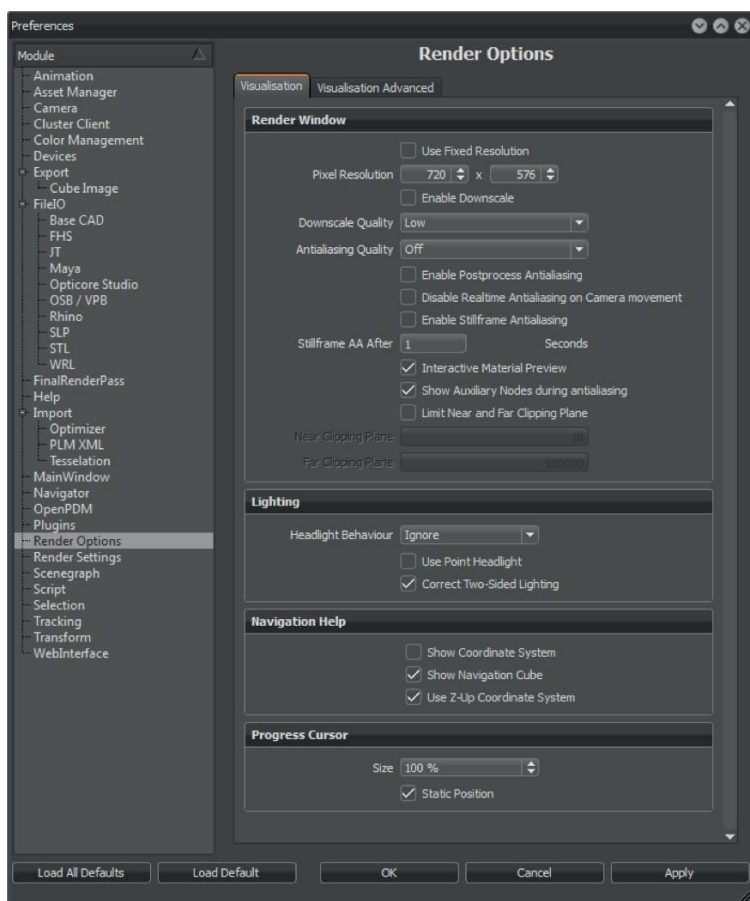 Preferences
Module
Animation
Asset Manager
Camera
Cluster Client
Color Management
Devices
Export
Cube Image
FileIO
Base CAD
FHS
JT
Maya
Opticore Studio
OSB / VPB
Rhino
SLP
STL
WRL
FinalRenderPass
Help
Import
Optimizer
PLM XML
Tesselation
MainWindow
Navigator
OpenPDM
Plugins
Render Options
Render Settings
Scenegraph
Script
Selection
Tracking
Transform
WebInterface
Render Options
Visualisation Visualisation Advanced
Render Window
Use Fixed Resolution
Pixel Resolution 720 x 576
Enable Downscale
Downscale Quality Low
Antialiasing Quality Off
Enable Postprocess Antialiasing
Disable Realtime Antialiasing on Camera movement
Enable Stillframe Antialiasing
Stillframe AA After 1 Seconds
Interactive Material Preview
Show Auxiliary Nodes during antialiasing
Limit Near and Far Clipping Plane
Near Clipping Plane 10
Far Clipping Plane 100000
Lighting
Headlight Behaviour Ignore
Use Point Headlight
Correct Two-Sided Lighting
Navigation Help
Show Coordinate System
Show Navigation Cube
Use Z-Up Coordinate System
Progress Cursor
Size 100 %
Static Position
Load All Defaults Load Default OK Cancel Apply